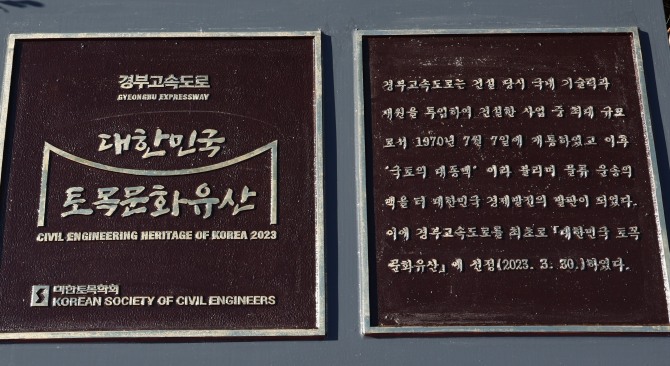 경부고속도로
GYEONGBU EXPRESSWAY
대한민국
토목문화유산
CIVIL ENGINEERING HERITAGE OF KOREA 2023
대한토목학회
KOREAN SOCIETY OF CIVIL ENGINEERS
경부고속도로는 건설 당시 국내 기술력과
재원을 투입하여 건설한 사업 중 최대 규모
로서 1970년 7월 7일에 개통하였고 이후
'국토의 대동맥' 이라 불리며 물류 운송의
맥을 터 대한민국 경제발전의 발판이 되었다.
이에 경부고속도로를 최초로 『대한민국 토목
문화유산』에 선정(2023. 3. 30.)하였다.